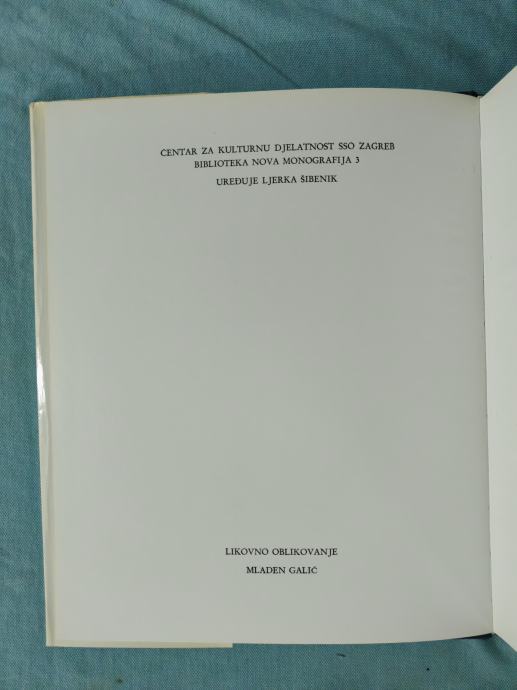 CENTAR ZA KULTURNU DJELATNOST SSO ZAGREB
BIBLIOTEKA NOVA MONOGRAFIJA 3
UREĐUJE LJERKA ŠIBENIK
LIKOVNO OBLIKOVANJE
MLADEN GALIĆ